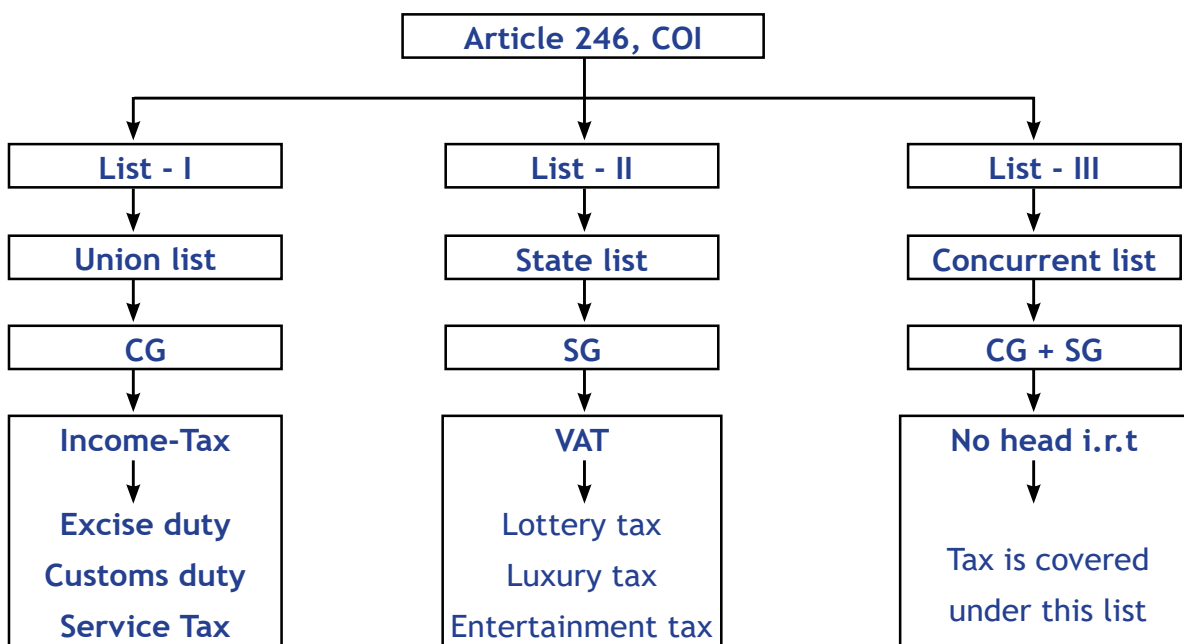 Article 246, COI
List - I
List - II
List - III
Union list
State list
Concurrent list
CG
SG
CG + SG
Income-Tax
Excise duty
Customs duty
Service Tax
VAT
Lottery tax
Luxury tax
Entertainment tax
No head i.r.t
Tax is covered
under this list